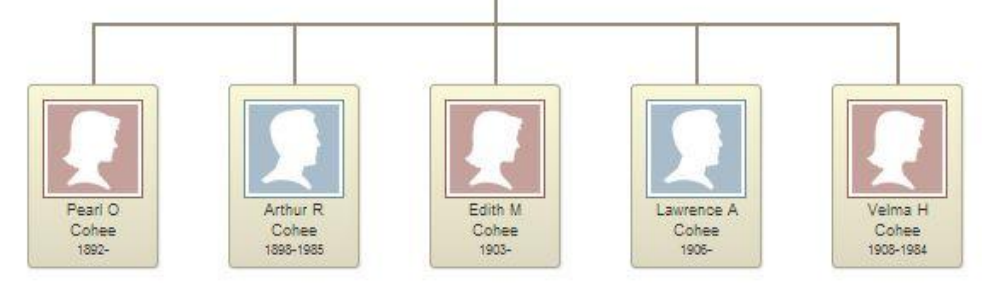 Pearl O
Cohee
1892-
Arthur R
Cohee
1898-1985
Edith M
Cohee
1903-
Lawrence A
Cohee
1906-
Velma H
Cohee
1908-1984